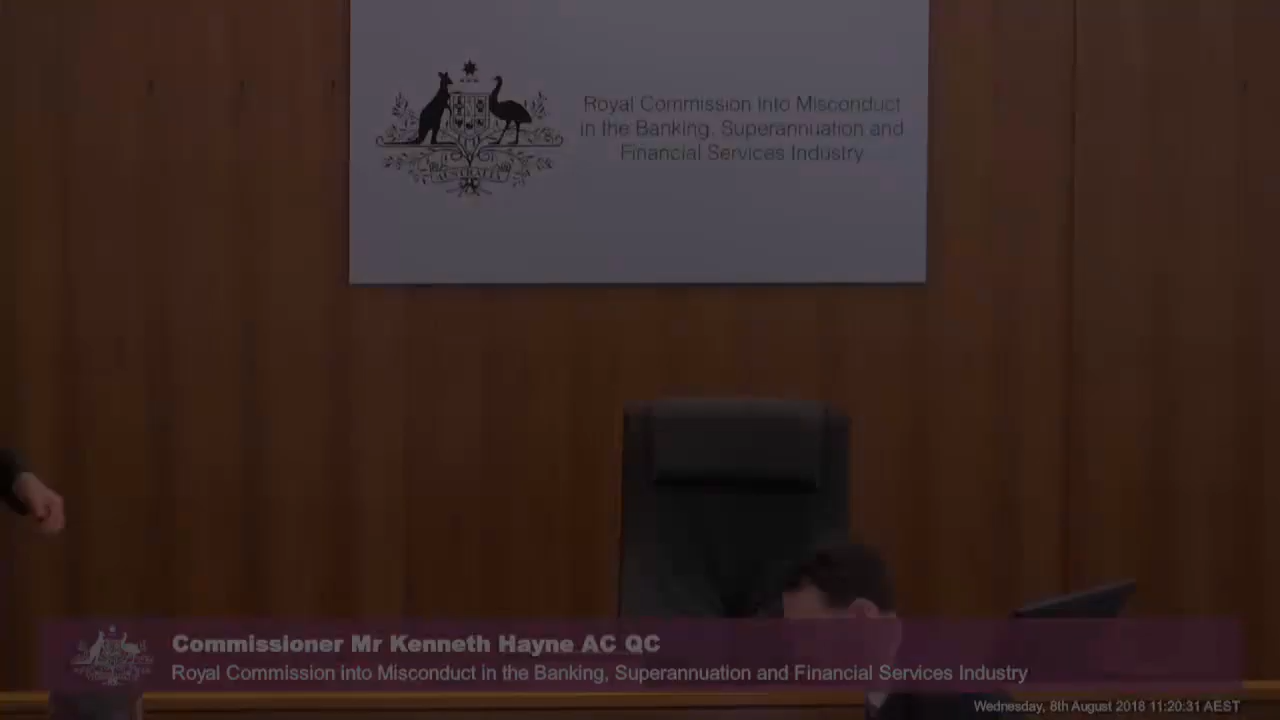 Royal Commission into Misconduct
in the Banking, Superannuation and
Financial Services Industry
AUSTRALIA
Commissioner Mr Kenneth Hayne AC QC
Royal Commission into Misconduct in the Banking, Superannuation and Financial Services Industry
Wednesday, 8th August 2018 11:20:31 AEST